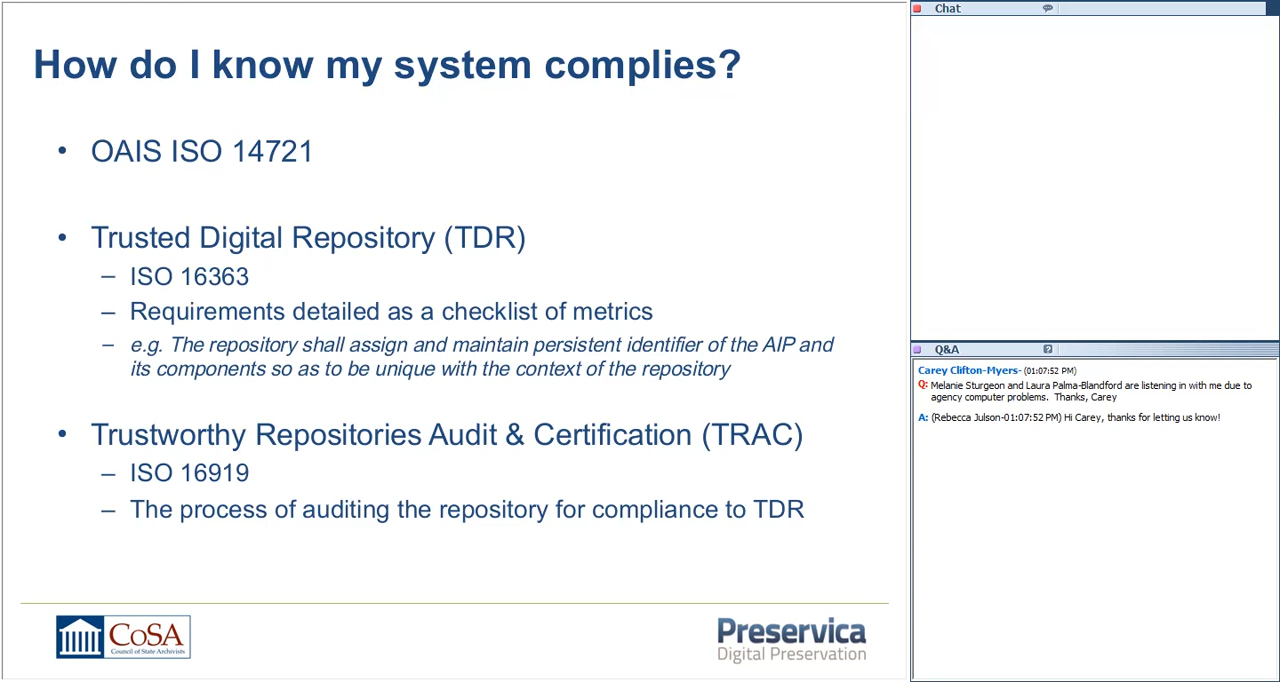 How do I know my system complies?
• OAIS ISO 14721
• Trusted Digital Repository (TDR)
– ISO 16363
– Requirements detailed as a checklist of metrics
– e.g. The repository shall assign and maintain persistent identifier of the AIP and
its components so as to be unique with the context of the repository
• Trustworthy Repositories Audit & Certification (TRAC)
– ISO 16919
– The process of auditing the repository for compliance to TDR
CoSA
Council of State Archivists
Preservica
Digital Preservation
Chat
Q&A
Carey Clifton-Myers- (01:07:52 PM)
Q: Melanie Sturgeon and Laura Palma-Blandford are listening in with me due to
agency computer problems. Thanks, Carey
A: (Rebecca Julson-01:07:52 PM) Hi Carey, thanks for letting us know!